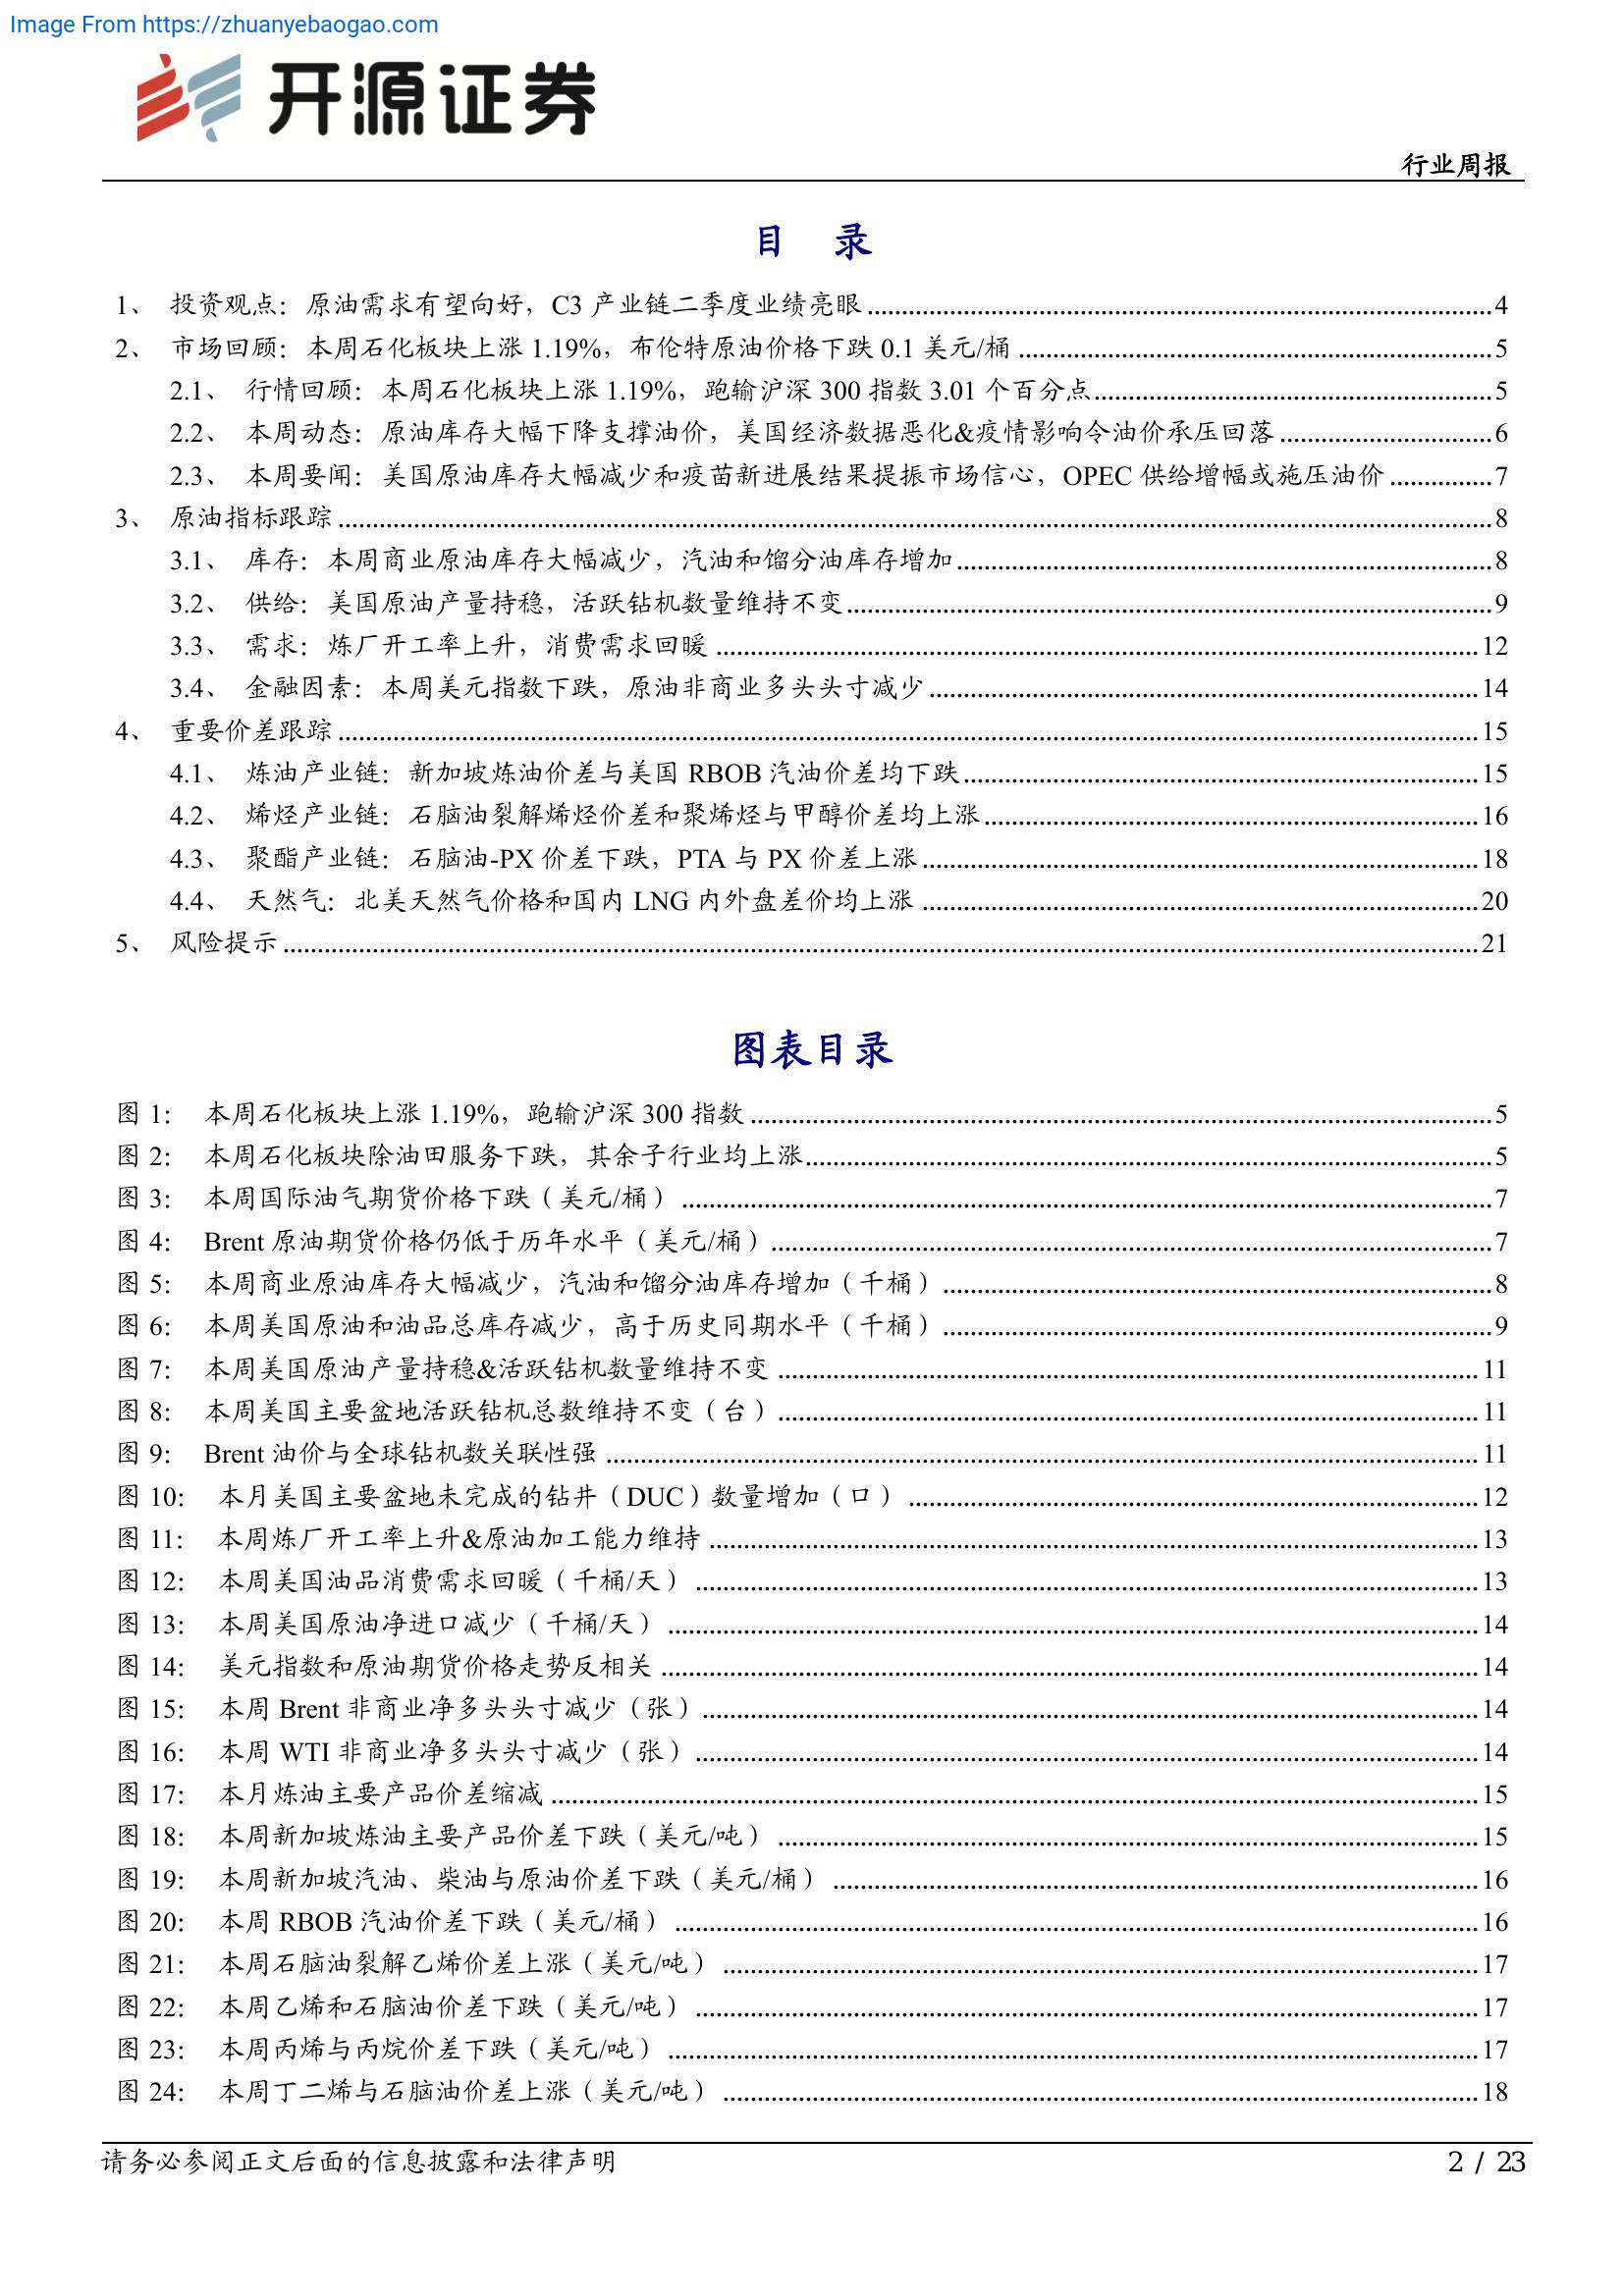 Image From https://zhuanyebaogao.com
开源证券
行业周报
目 录
1、 投资观点：原油需求有望向好，C3 产业链二季度业绩亮眼 4
2、 市场回顾：本周石化板块上涨 1.19%，布伦特原油价格下跌 0.1 美元/桶 5
2.1、 行情回顾：本周石化板块上涨 1.19%，跑输沪深 300 指数 3.01 个百分点 5
2.2、 本周动态：原油库存大幅下降支撑油价，美国经济数据恶化&疫情影响令油价承压回落 6
2.3、 本周要闻：美国原油库存大幅减少和疫苗新进展结果提振市场信心，OPEC 供给增幅或施压油价 7
3、 原油指标跟踪 8
3.1、 库存：本周商业原油库存大幅减少，汽油和馏分油库存增加 8
3.2、 供给：美国原油产量持稳，活跃钻机数量维持不变 9
3.3、 需求：炼厂开工率上升，消费需求回暖 12
3.4、 金融因素：本周美元指数下跌，原油非商业多头头寸减少 14
4、 重要价差跟踪 15
4.1、 炼油产业链：新加坡炼油价差与美国 RBOB 汽油价差均下跌 15
4.2、 烯烃产业链：石脑油裂解烯烃价差和聚烯烃与甲醇价差均上涨 16
4.3、 聚酯产业链：石脑油-PX 价差下跌，PTA 与 PX 价差上涨 18
4.4、 天然气：北美天然气价格和国内 LNG 内外盘差价均上涨 20
5、 风险提示 21
图表目录
图 1： 本周石化板块上涨 1.19%，跑输沪深 300 指数 5
图 2： 本周石化板块除油田服务下跌，其余子行业均上涨 5
图 3： 本周国际油气期货价格下跌（美元/桶） 7
图 4： Brent 原油期货价格仍低于历年水平（美元/桶） 7
图 5： 本周商业原油库存大幅减少，汽油和馏分油库存增加（千桶） 8
图 6： 本周美国原油和油品总库存减少，高于历史同期水平（千桶） 9
图 7： 本周美国原油产量持稳&活跃钻机数量维持不变 11
图 8： 本周美国主要盆地活跃钻机总数维持不变（台） 11
图 9： Brent 油价与全球钻机数关联性强 11
图 10： 本月美国主要盆地未完成的钻井（DUC）数量增加（口） 12
图 11： 本周炼厂开工率上升&原油加工能力维持 13
图 12： 本周美国油品消费需求回暖（千桶/天） 13
图 13： 本周美国原油净进口减少（千桶/天） 14
图 14： 美元指数和原油期货价格走势反相关 14
图 15： 本周 Brent 非商业净多头头寸减少（张） 14
图 16： 本周 WTI 非商业净多头头寸减少（张） 14
图 17： 本月炼油主要产品价差缩减 15
图 18： 本周新加坡炼油主要产品价差下跌（美元/吨） 15
图 19： 本周新加坡汽油、柴油与原油价差下跌（美元/桶） 16
图 20： 本周 RBOB 汽油价差下跌（美元/桶） 16
图 21： 本周石脑油裂解乙烯价差上涨（美元/吨） 17
图 22： 本周乙烯和石脑油价差下跌（美元/吨） 17
图 23： 本周丙烯与丙烷价差下跌（美元/吨） 17
图 24： 本周丁二烯与石脑油价差上涨（美元/吨） 18
请务必参阅正文后面的信息披露和法律声明
2 / 23